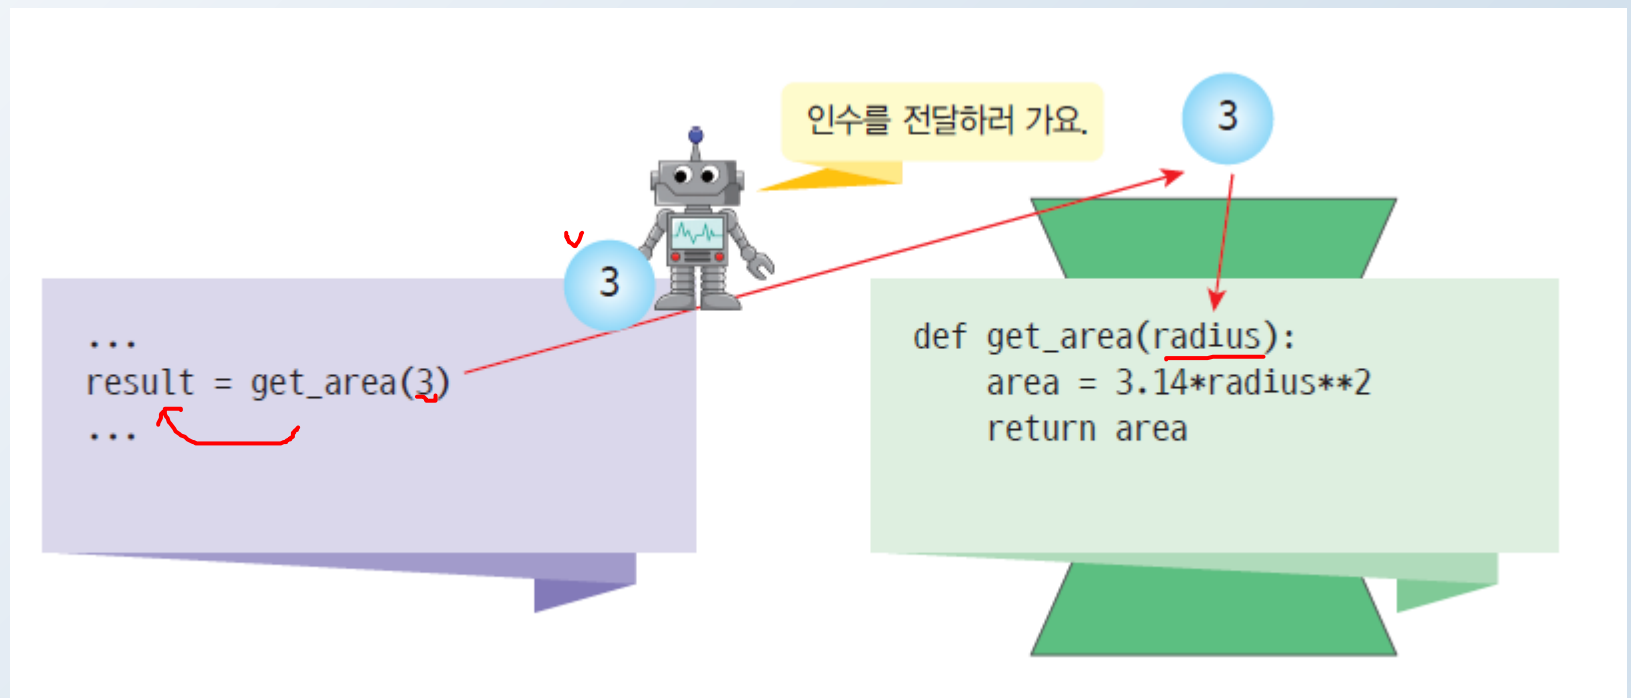 인수를 전달하러 가요.
3
3
...
result = get_area(3)
...
def get_area(radius):
    area = 3.14*radius**2
    return area